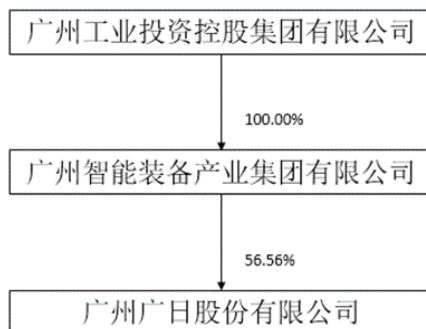 广州工业投资控股集团有限公司
100.00%
广州智能装备产业集团有限公司
56.56%
广州广日股份有限公司